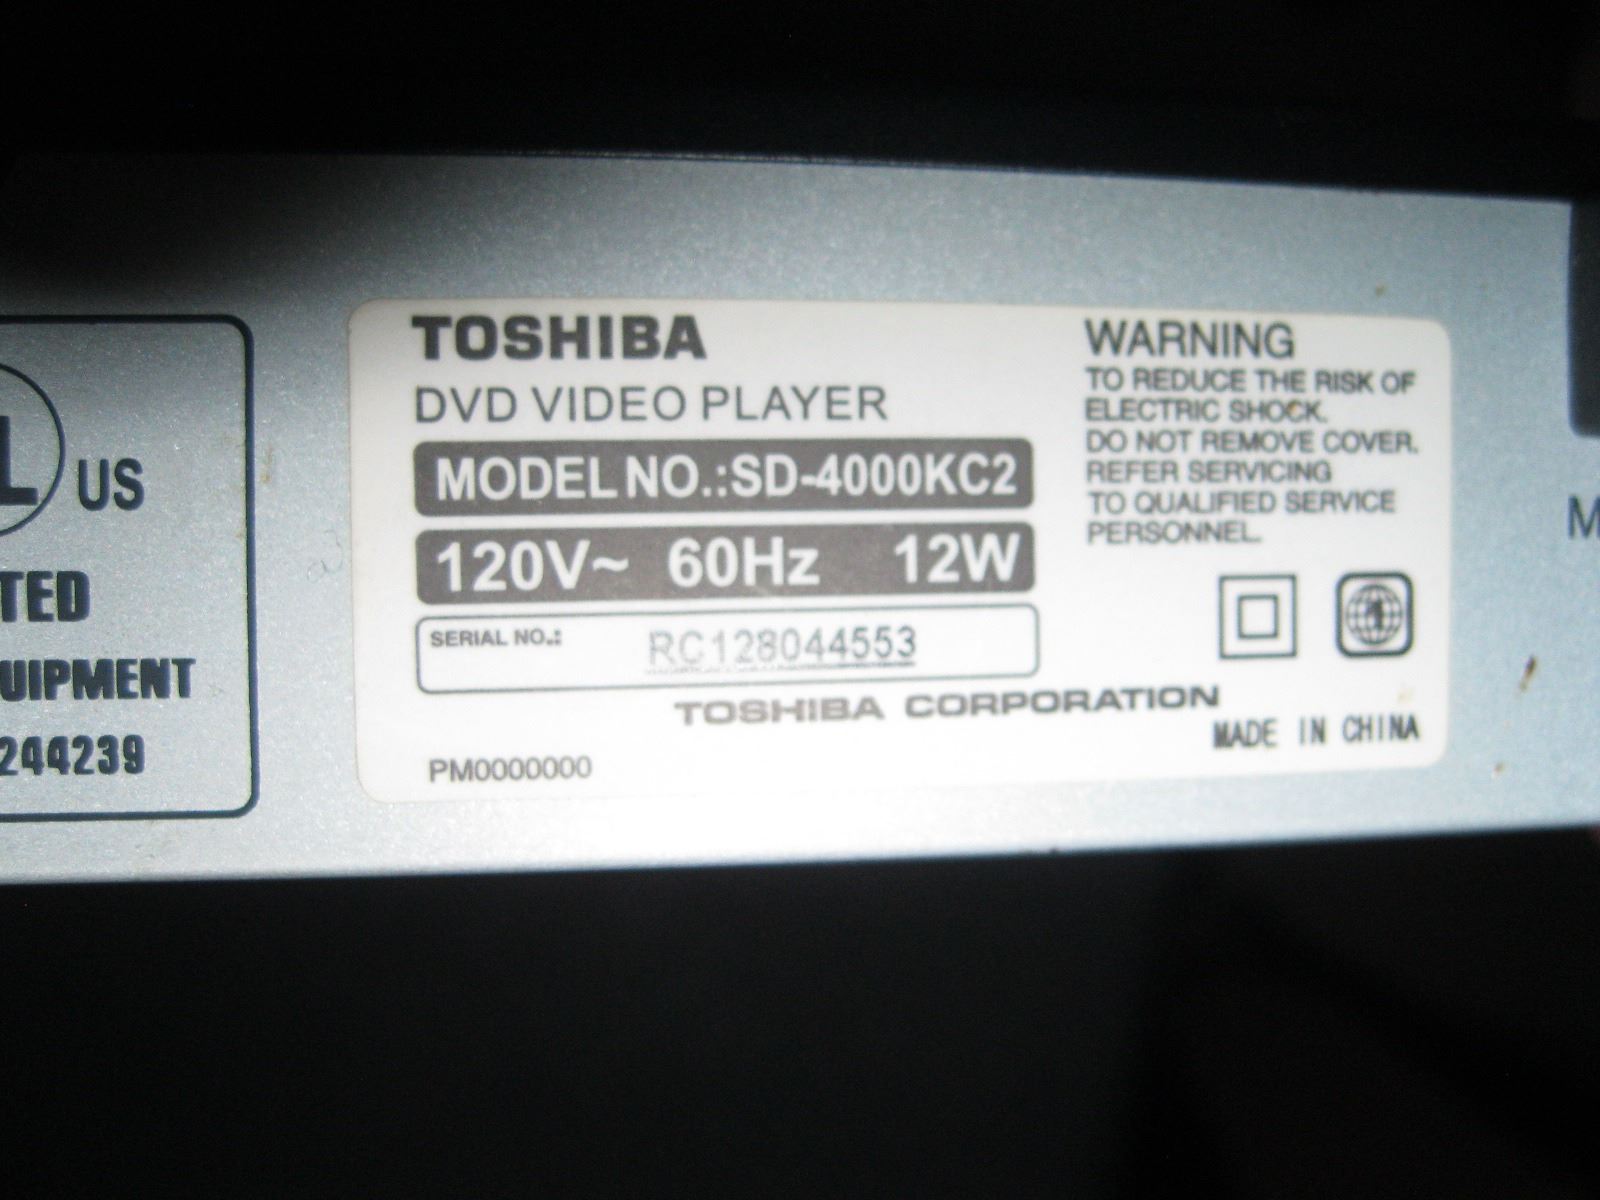 TOSHIBA
DVD VIDEO PLAYER
MODEL NO.:SD-4000KC2
120V~ 60Hz 12W
SERIAL NO.: RC128044553
TOSHIBA CORPORATION
MADE IN CHINA
PM0000000
WARNING
TO REDUCE THE RISK OF
ELECTRIC SHOCK.
DO NOT REMOVE COVER.
REFER SERVICING
TO QUALIFIED SERVICE
PERSONNEL.
L US
TED
UIPMENT
244239
M